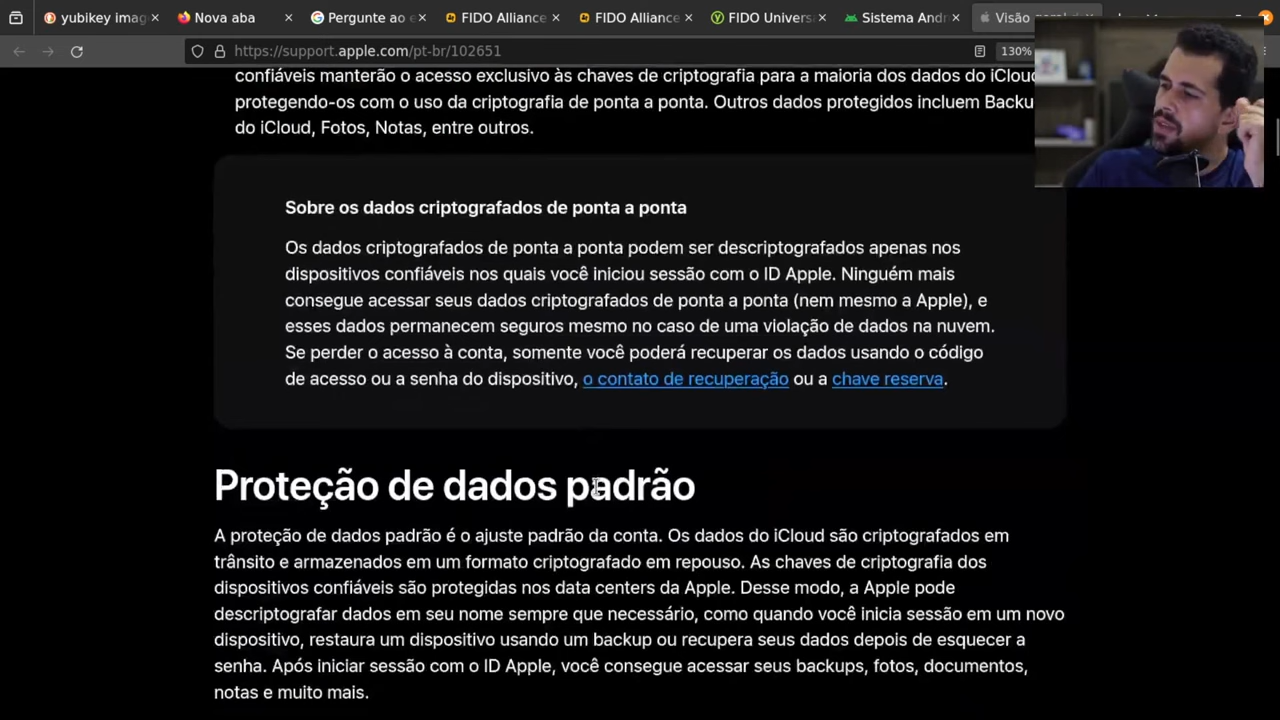 yubikey imag
Nova aba
Pergunte ao e
FIDO Alliance
FIDO Alliance
FIDO Univers
Sistema And
Visão geral
https://support.apple.com/pt-br/102651
130%
confiáveis manterão o acesso exclusivo às chaves de criptografia para a maioria dos dados do iCloud
protegendo-os com o uso da criptografia de ponta a ponta. Outros dados protegidos incluem Backu
do iCloud, Fotos, Notas, entre outros.
Sobre os dados criptografados de ponta a ponta
Os dados criptografados de ponta a ponta podem ser descriptografados apenas nos
dispositivos confiáveis nos quais você iniciou sessão com o ID Apple. Ninguém mais
consegue acessar seus dados criptografados de ponta a ponta (nem mesmo a Apple), e
esses dados permanecem seguros mesmo no caso de uma violação de dados na nuvem.
Se perder o acesso à conta, somente você poderá recuperar os dados usando o código
de acesso ou a senha do dispositivo, o contato de recuperação ou a chave reserva.
Proteção de dados padrão
A proteção de dados padrão é o ajuste padrão da conta. Os dados do iCloud são criptografados em
trânsito e armazenados em um formato criptografado em repouso. As chaves de criptografia dos
dispositivos confiáveis são protegidas nos data centers da Apple. Desse modo, a Apple pode
descriptografar dados em seu nome sempre que necessário, como quando você inicia sessão em um novo
dispositivo, restaura um dispositivo usando um backup ou recupera seus dados depois de esquecer a
senha. Após iniciar sessão com o ID Apple, você consegue acessar seus backups, fotos, documentos,
notas e muito mais.